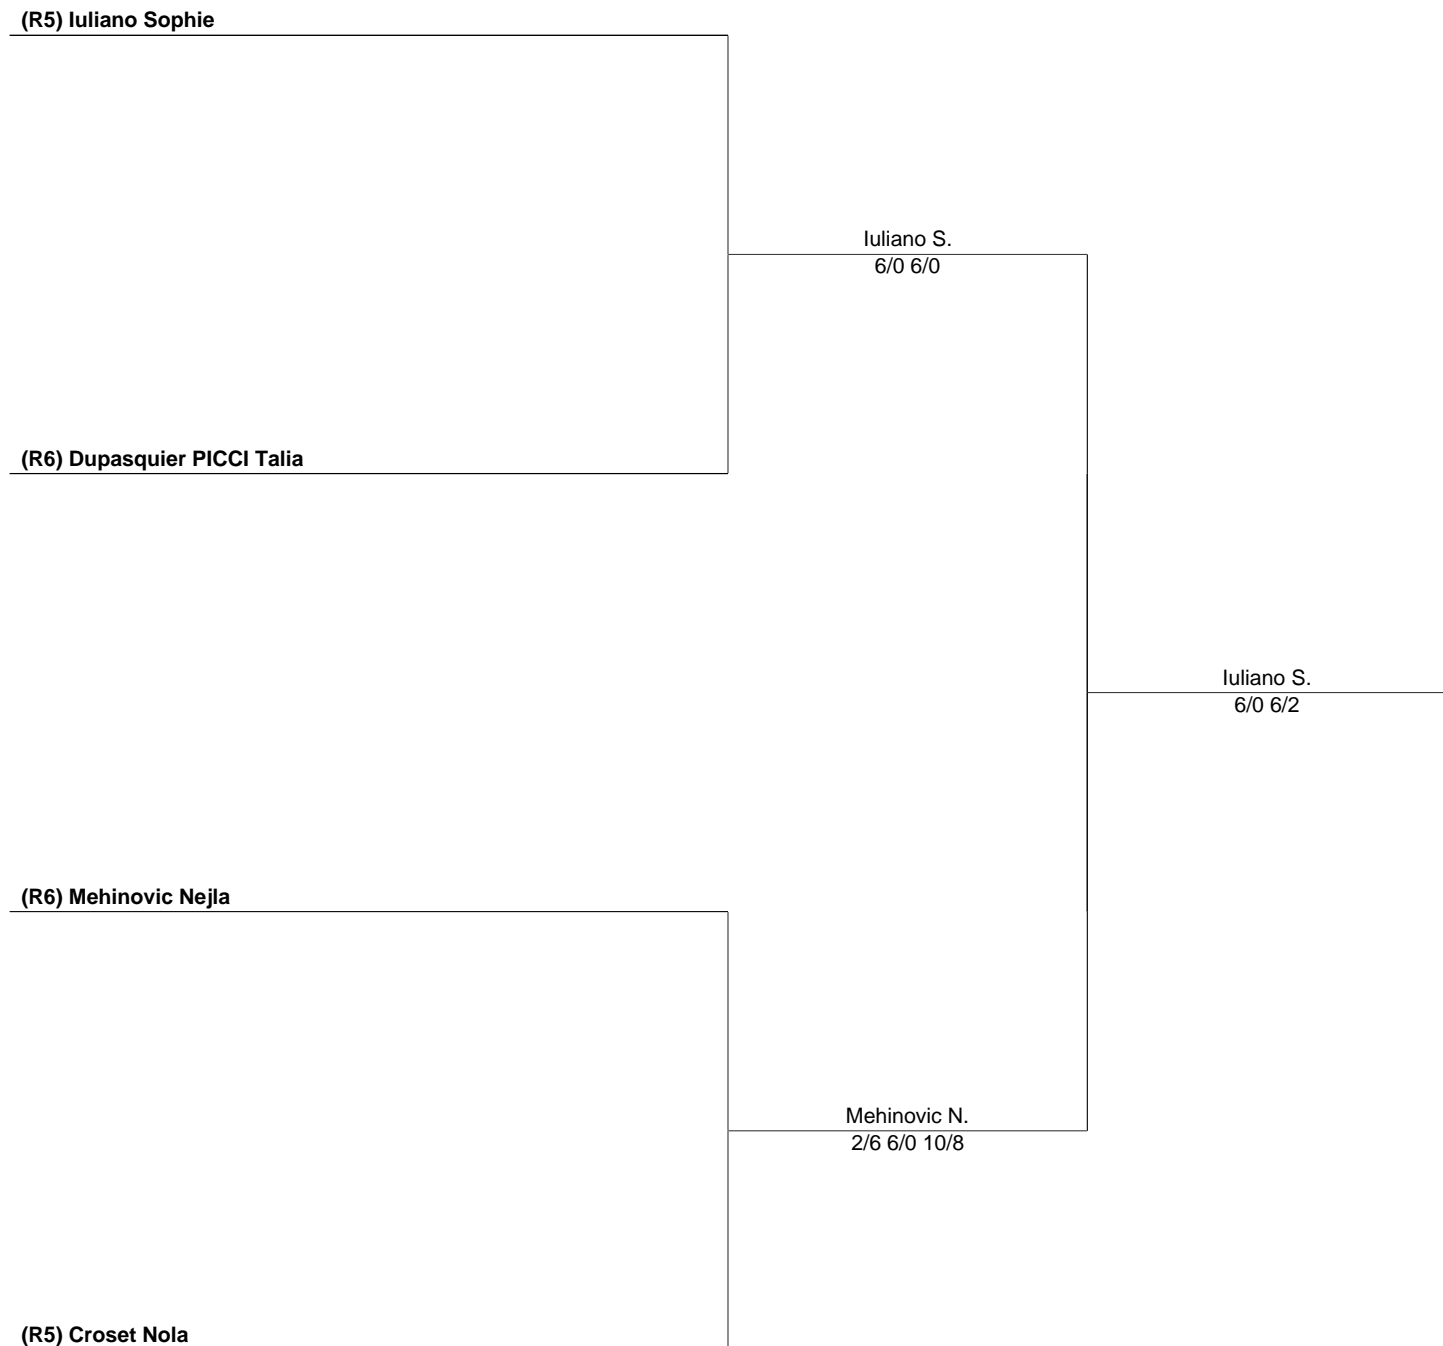 (R5) Iuliano Sophie
Iuliano S.
6/0 6/0
(R6) Dupasquier PICCI Talia
Iuliano S.
6/0 6/2
(R6) Mehinovic Nejla
Mehinovic N.
2/6 6/0 10/8
(R5) Croset Nola